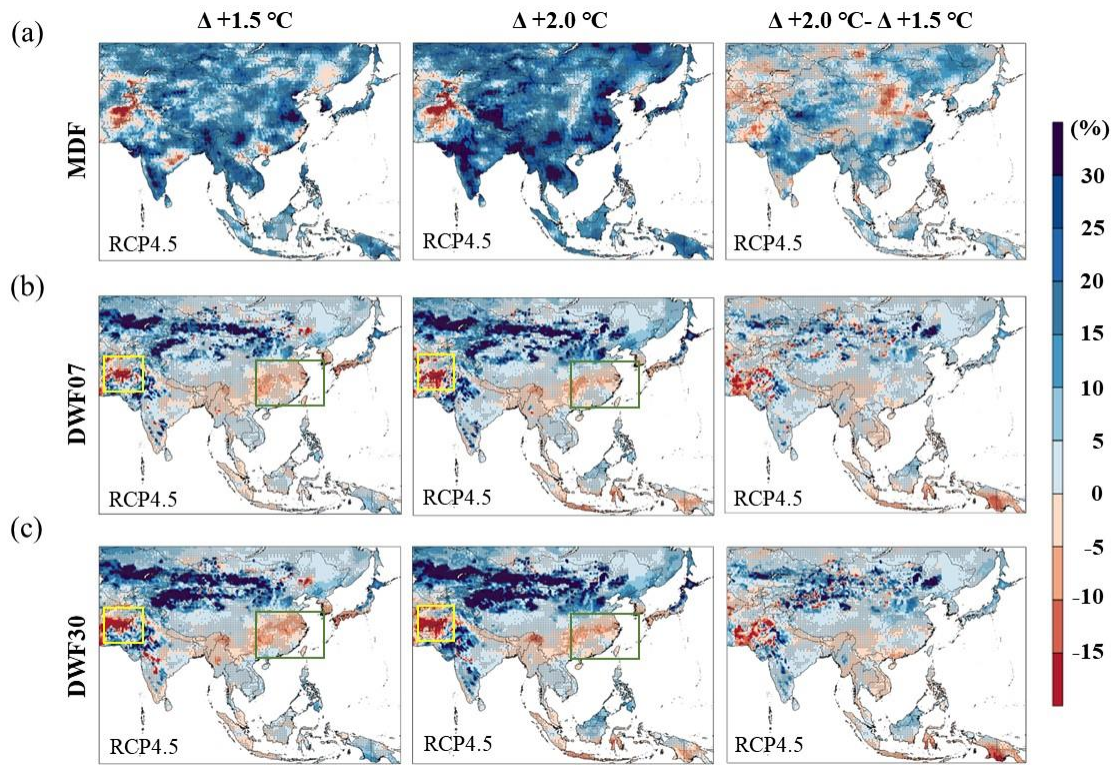 Δ +1.5 °C
Δ +2.0 °C
Δ +2.0 °C- Δ +1.5 °C
(a)
MDF
RCP4.5
RCP4.5
RCP4.5
(b)
DWF07
RCP4.5
RCP4.5
RCP4.5
(c)
DWF30
RCP4.5
RCP4.5
RCP4.5
(%)
30
25
20
15
10
5
0
-5
-10
-15